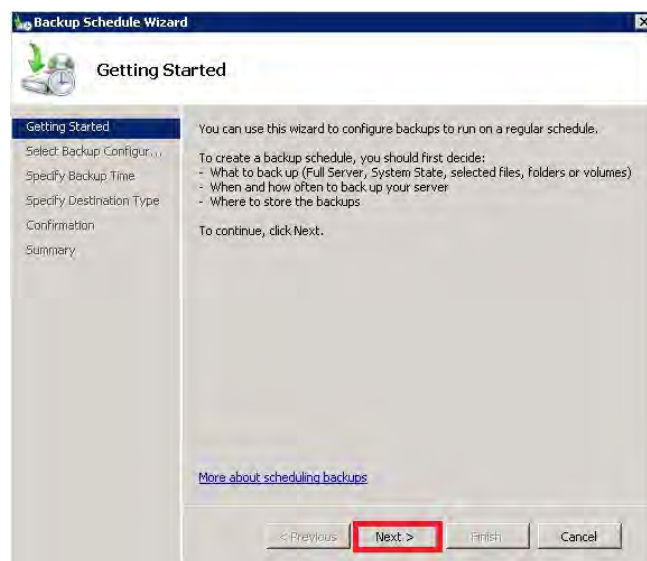 Backup Schedule Wizard
Getting Started
Getting Started
Select Backup Configur...
Specify Backup Time
Specify Destination Type
Confirmation
Summary
You can use this wizard to configure backups to run on a regular schedule.
To create a backup schedule, you should first decide:
- What to back up (Full Server, System State, selected files, folders or volumes)
- When and how often to back up your server
- Where to store the backups
To continue, click Next.
More about scheduling backups
< Previous Next > Finish Cancel